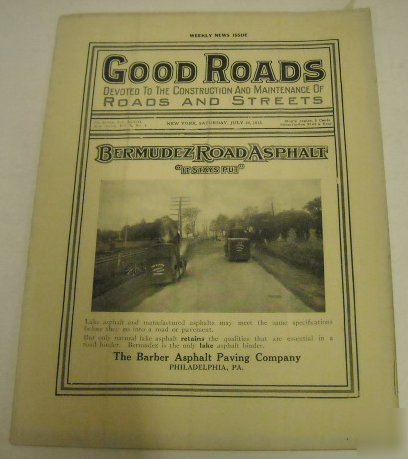 WEEKLY NEWS ISSUE
GOOD ROADS
DEVOTED TO THE CONSTRUCTION AND MAINTENANCE OF
ROADS AND STREETS
NEW YORK, SATURDAY, JULY
BERMUDEZ ROAD ASPHALT
"IT STAYS PUT"
Lake asphalt and manufactured asphalts may meet the same specifications
before they go into a road or pavement.
But only natural lake asphalt retains the qualities that are essential in a
road binder. Bermudez is the only lake asphalt binder.
The Barber Asphalt Paving Company
PHILADELPHIA, PA.